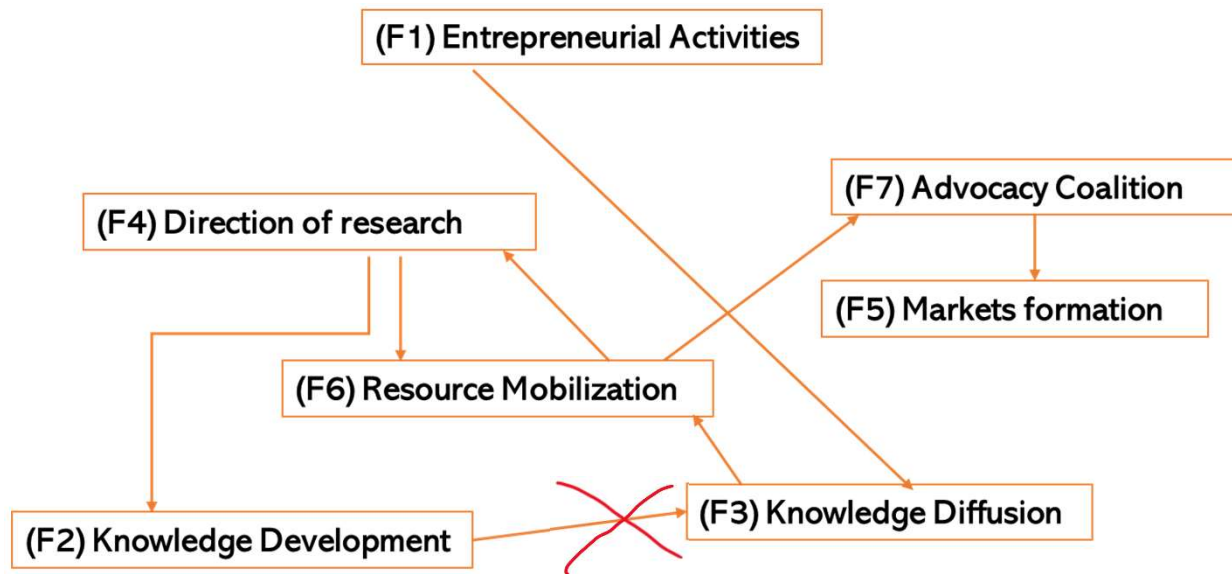 (F1) Entrepreneurial Activities
(F7) Advocacy Coalition
(F4) Direction of research
(F5) Markets formation
(F6) Resource Mobilization
(F3) Knowledge Diffusion
(F2) Knowledge Development